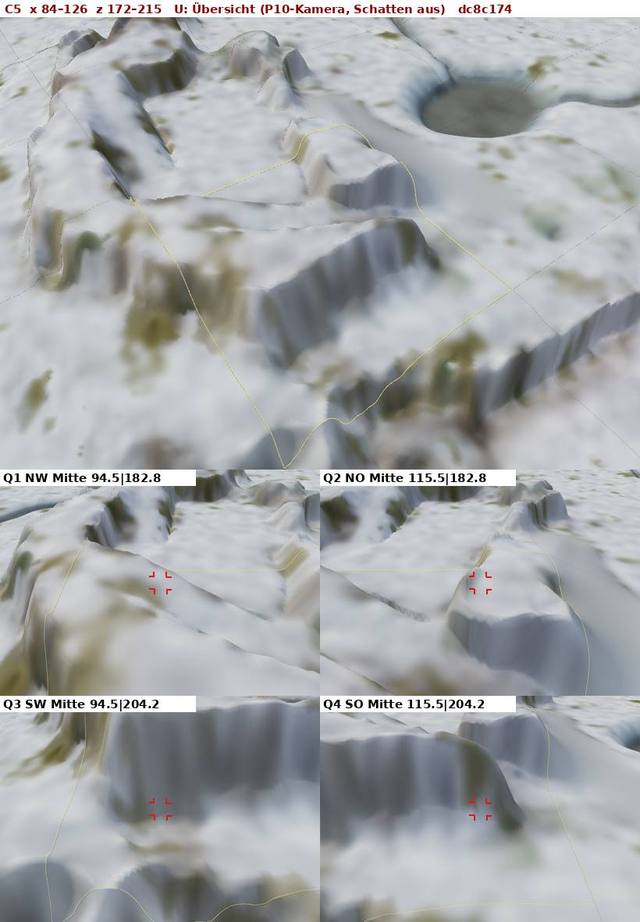 C5 x 84–126 z 172–215 U: Übersicht (P10-Kamera, Schatten aus) dc8c174
Q1 NW Mitte 94.5|182.8
Q2 NO Mitte 115.5|182.8
Q3 SW Mitte 94.5|204.2
Q4 SO Mitte 115.5|204.2